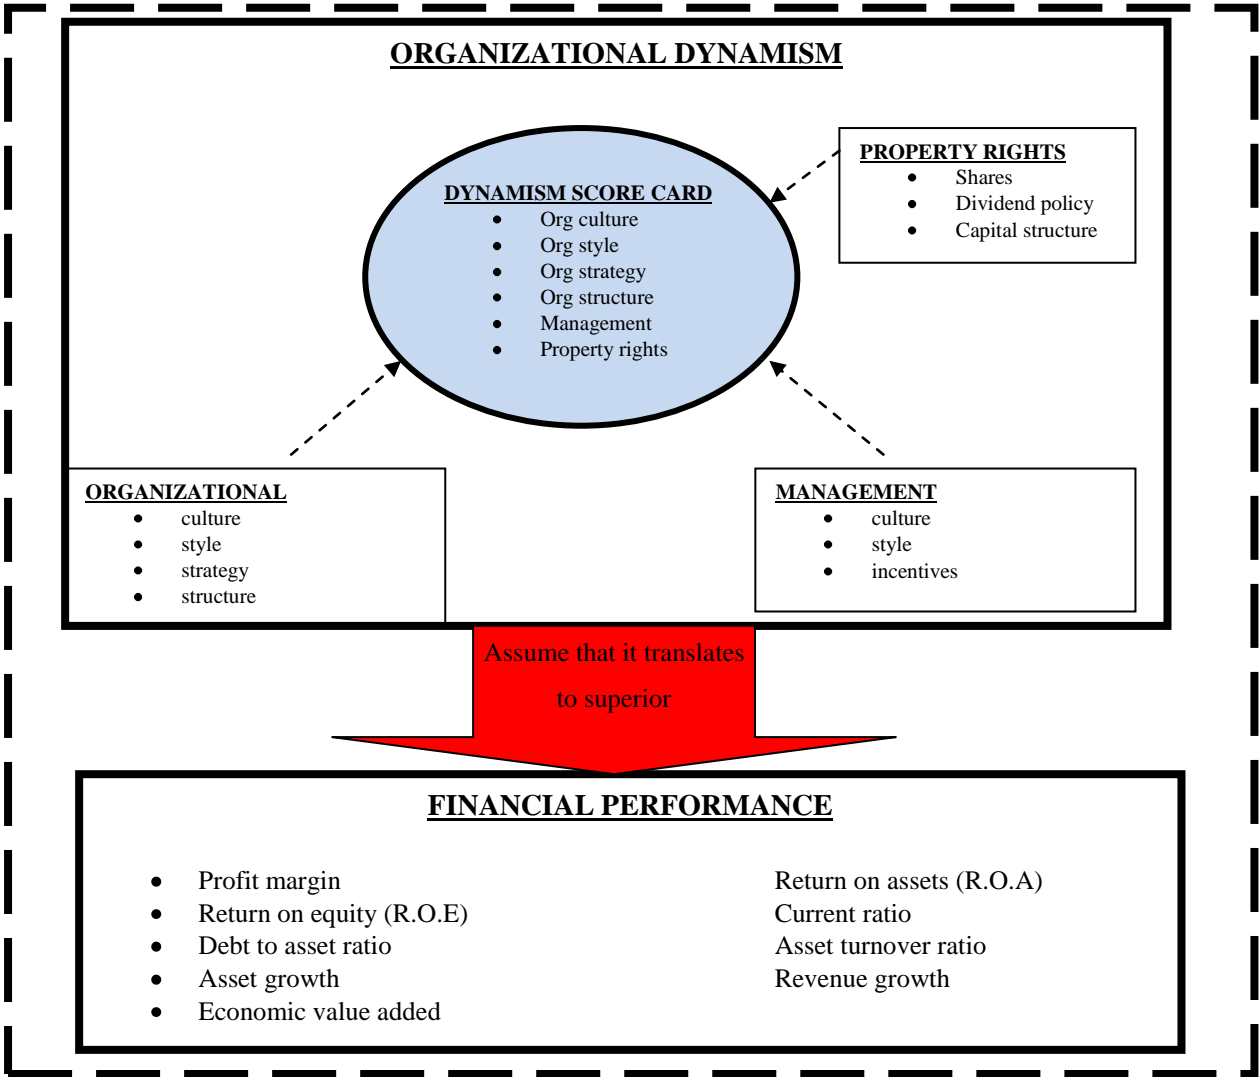 ORGANIZATIONAL DYNAMISM
DYNAMISM SCORE CARD
• Org culture
• Org style
• Org strategy
• Org structure
• Management
• Property rights
PROPERTY RIGHTS
• Shares
• Dividend policy
• Capital structure
ORGANIZATIONAL
• culture
• style
• strategy
• structure
MANAGEMENT
• culture
• style
• incentives
Assume that it translates
to superior
FINANCIAL PERFORMANCE
• Profit margin
• Return on equity (R.O.E)
• Debt to asset ratio
• Asset growth
• Economic value added
Return on assets (R.O.A)
Current ratio
Asset turnover ratio
Revenue growth